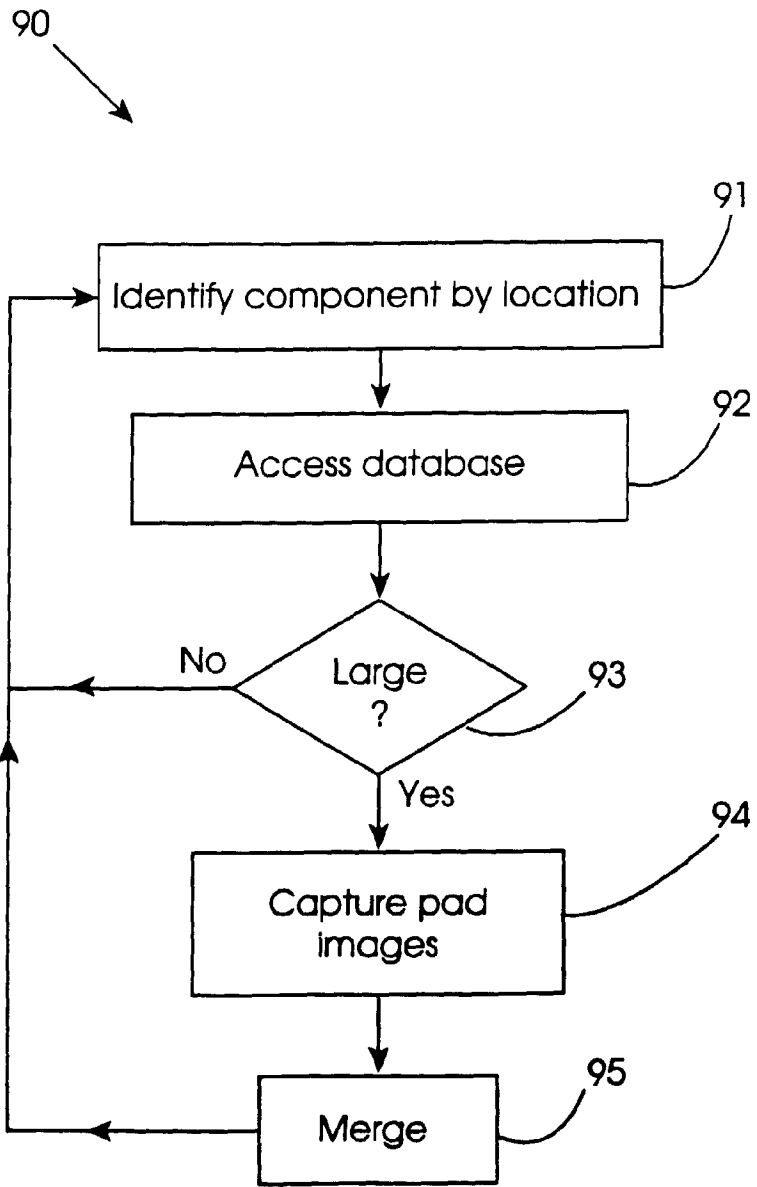 90
91
Identify component by location
92
Access database
No
Large
?
93
Yes
94
Capture pad
images
95
Merge